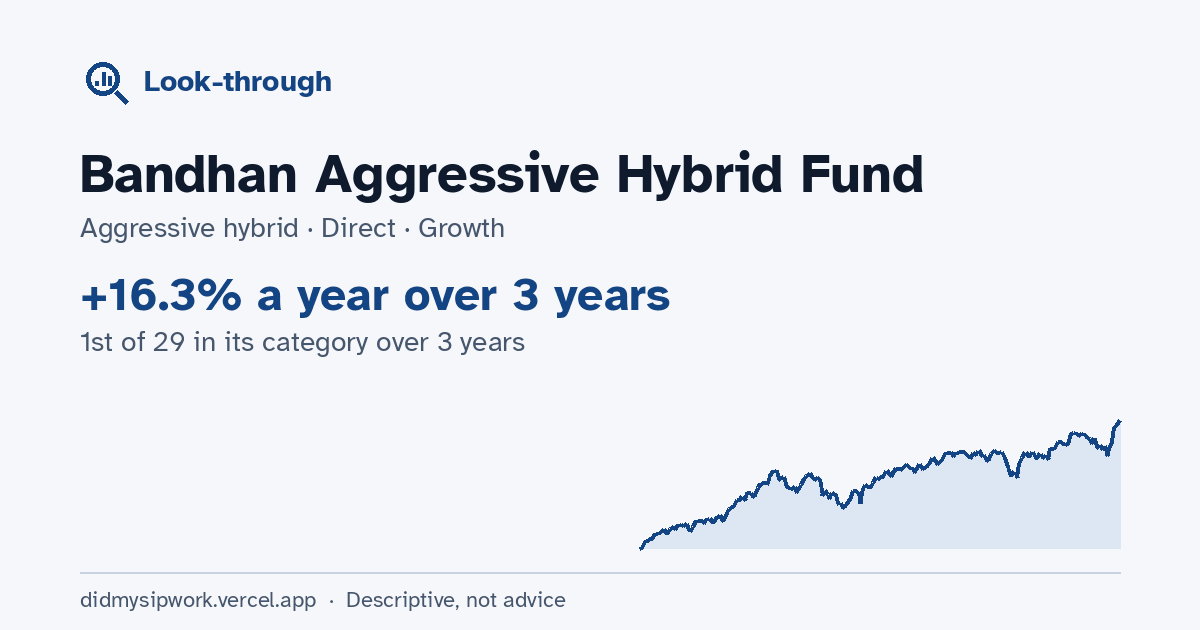 Look-through
Bandhan Aggressive Hybrid Fund
Aggressive hybrid · Direct · Growth
+16.3% a year over 3 years
1st of 29 in its category over 3 years
didmysipwork.vercel.app · Descriptive, not advice